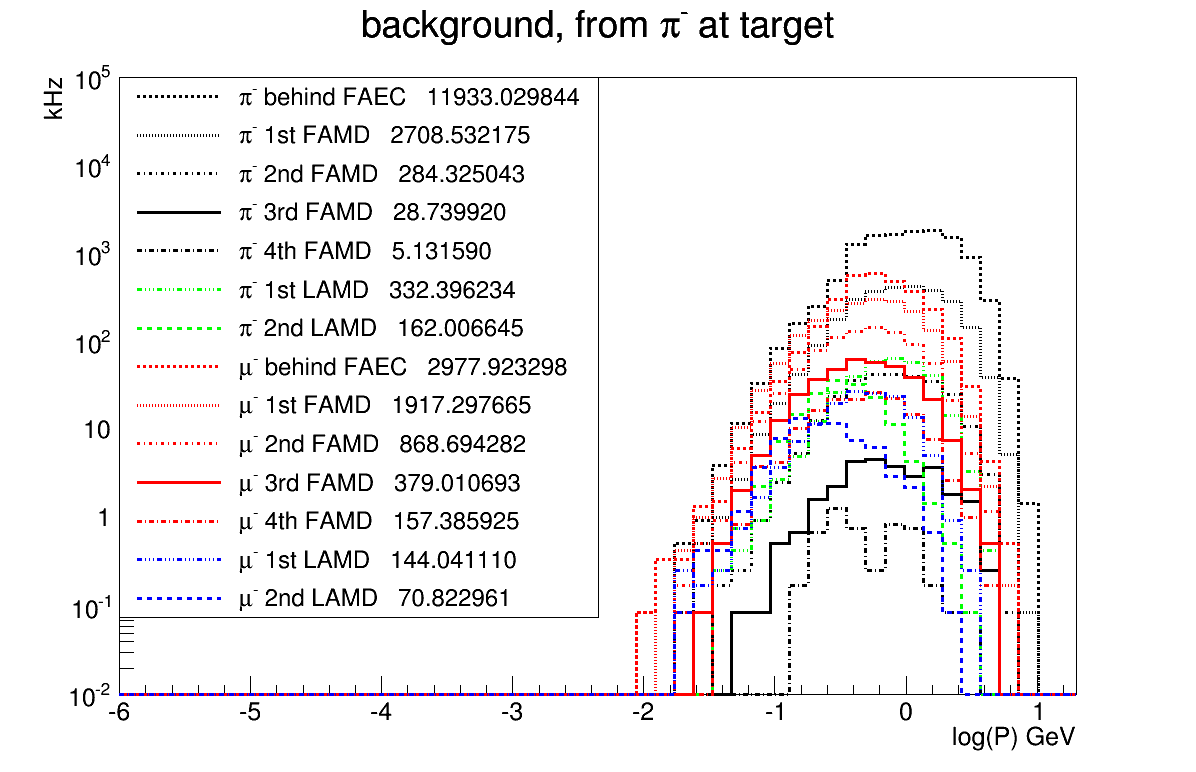 background, from π⁻ at target
kHz
10⁵
10⁴
10³
10²
10
1
10⁻¹
10⁻²
π⁻ behind FAEC 11933.029844
π⁻ 1st FAMD 2708.532175
π⁻ 2nd FAMD 284.325043
π⁻ 3rd FAMD 28.739920
π⁻ 4th FAMD 5.131590
π⁻ 1st LAMD 332.396234
π⁻ 2nd LAMD 162.006645
μ⁻ behind FAEC 2977.923298
μ⁻ 1st FAMD 1917.297665
μ⁻ 2nd FAMD 868.694282
μ⁻ 3rd FAMD 379.010693
μ⁻ 4th FAMD 157.385925
μ⁻ 1st LAMD 144.041110
μ⁻ 2nd LAMD 70.822961
-6 -5 -4 -3 -2 -1 0 1
log(P) GeV